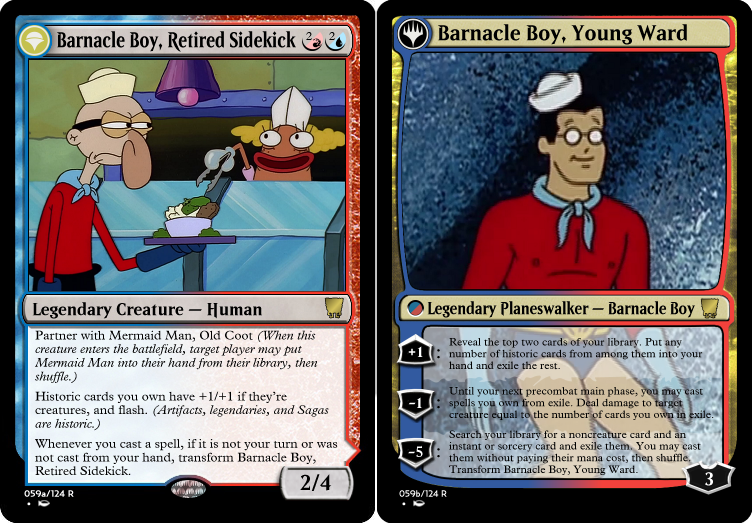 Barnacle Boy, Retired Sidekick
2 2
Legendary Creature — Human
Partner with Mermaid Man, Old Coot (When this
creature enters the battlefield, target player may put
Mermaid Man into their hand from their library, then
shuffle.)
Historic cards you own have +1/+1 if they're
creatures, and flash. (Artifacts, legendaries, and Sagas
are historic.)
Whenever you cast a spell, if it is not your turn or was
not cast from your hand, transform Barnacle Boy,
Retired Sidekick.
2/4
059a/124 R
Barnacle Boy, Young Ward
Legendary Planeswalker — Barnacle Boy
+1 : Reveal the top two cards of your library. Put any
number of historic cards from among them into your
hand and exile the rest.
-1 : Until your next precombat main phase, you may cast
spells you own from exile. Deal damage to target
creature equal to the number of cards you own in exile.
-5 : Search your library for a noncreature card and an
instant or sorcery card and exile them. You may cast
them without paying their mana cost, then shuffle.
Transform Barnacle Boy, Young Ward.
3
059b/124 R